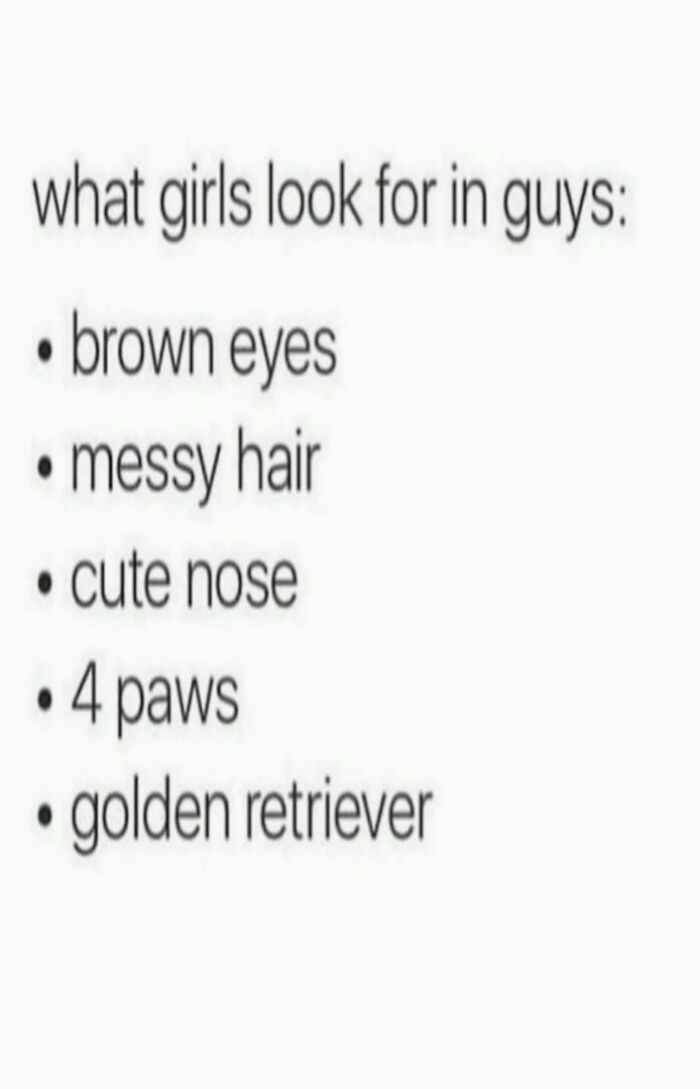 what girls look for in guys:
• brown eyes
• messy hair
• cute nose
• 4 paws
• golden retriever